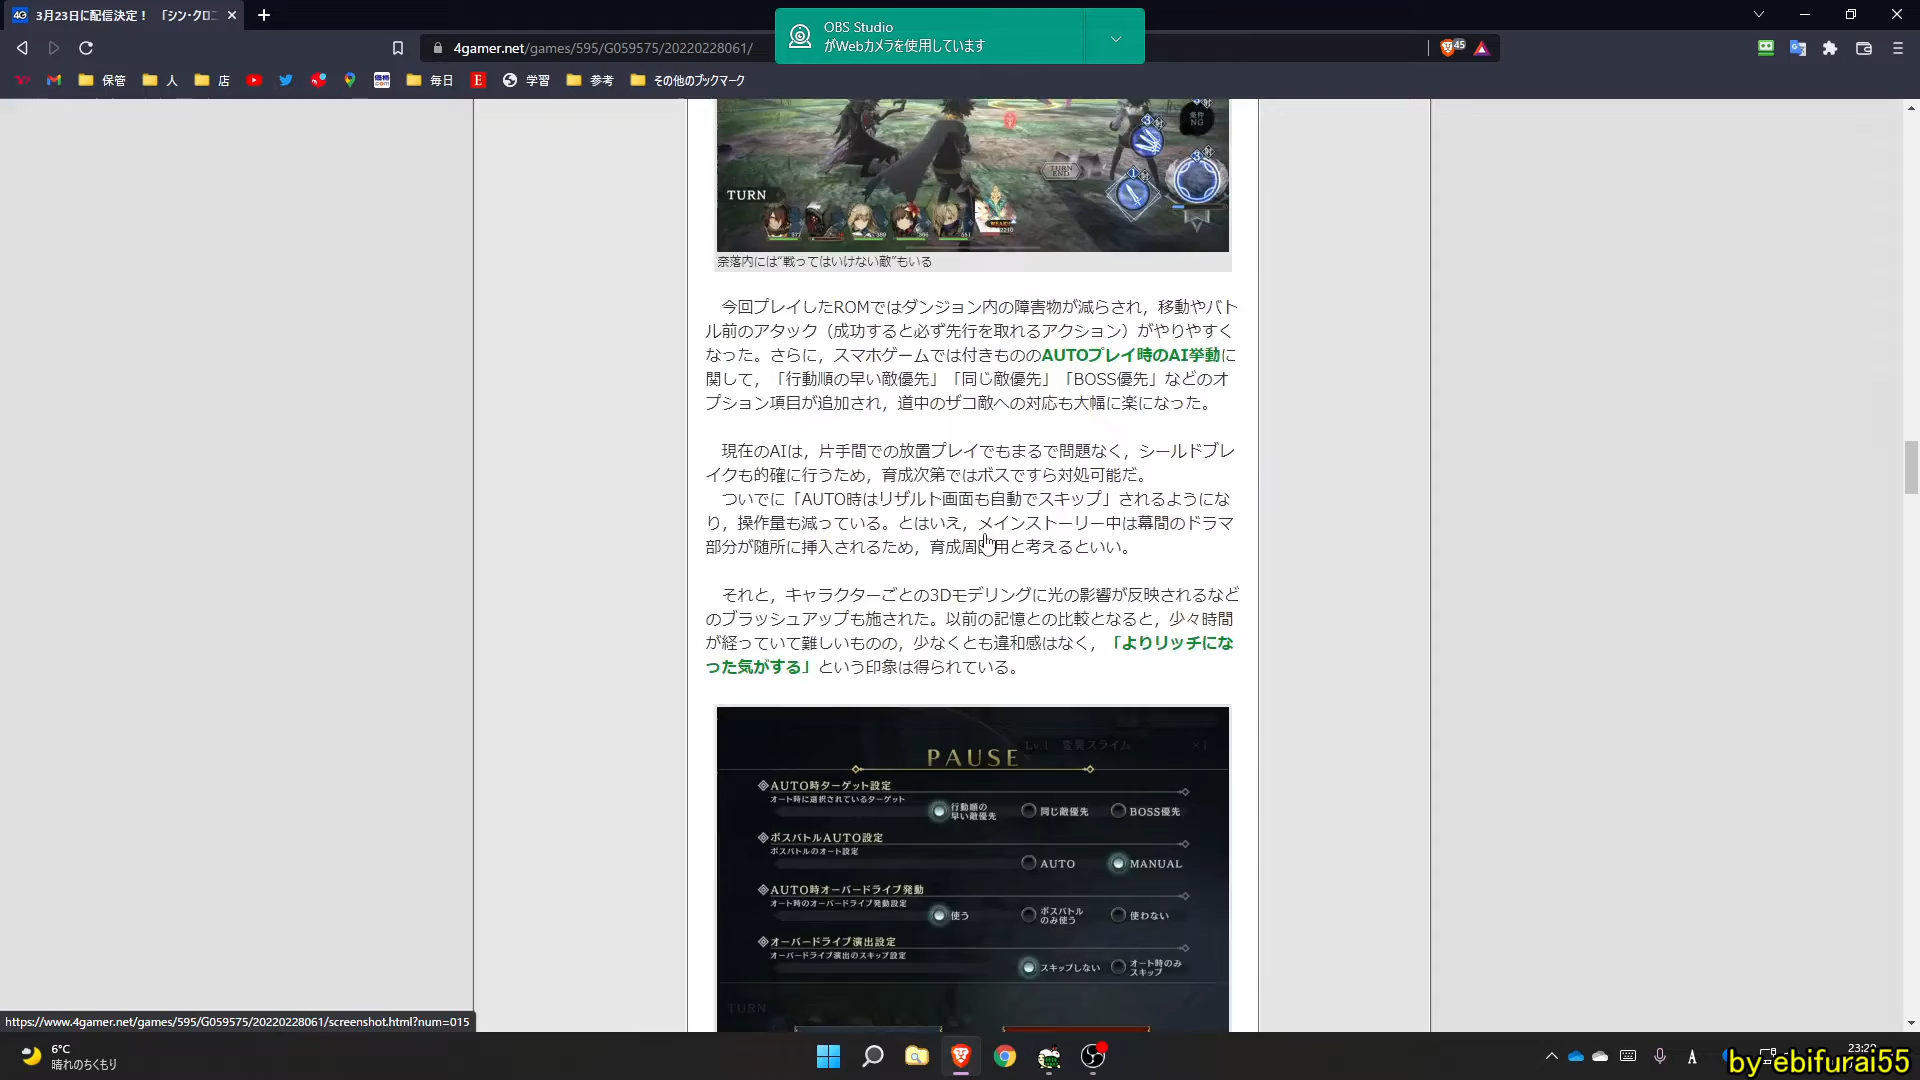 3月23日に配信決定！ 「シン・クロニ
OBS Studio
がWebカメラを使用しています
4gamer.net/games/595/G059575/20220228061/
45
保管 人 店 毎日 学習 参考 その他のブックマーク
TURN
TURN
END
奈落内には“戦ってはいけない敵”もいる
今回プレイしたROMではダンジョン内の障害物が減らされ，移動やバト
ル前のアタック（成功すると必ず先行を取れるアクション）がやりやすく
なった。さらに，スマホゲームでは付きもののAUTOプレイ時のAI挙動に
関して，「行動順の早い敵優先」「同じ敵優先」「BOSS優先」などのオ
プション項目が追加され，道中のザコ敵への対応も大幅に楽になった。
現在のAIは，片手間での放置プレイでもまるで問題なく，シールドブレ
イクも的確に行うため，育成次第ではボスですら対処可能だ。
ついでに「AUTO時はリザルト画面も自動でスキップ」されるようにな
り，操作量も減っている。とはいえ，メインストーリー中は幕間のドラマ
部分が随所に挿入されるため，育成周回用と考えるといい。
それと，キャラクターごとの3Dモデリングに光の影響が反映されるなど
のブラッシュアップも施された。以前の記憶との比較となると，少々時間
が経っていて難しいものの，少なくとも違和感はなく，「よりリッチにな
った気がする」という印象は得られている。
Lv.1 変異スライム ×1
PAUSE
AUTO時ターゲット設定
オート時に選択されているターゲット
行動順の
早い敵優先 同じ敵優先 BOSS優先
ボスバトルAUTO設定
ボスバトルのオート設定
AUTO MANUAL
AUTO時オーバードライブ発動
オート時のオーバードライブ発動設定
使う ボスバトル
のみ使う 使わない
オーバードライブ演出設定
オーバードライブ演出のスキップ設定
スキップしない オート時のみ
スキップ
TURN
https://www.4gamer.net/games/595/G059575/20220228061/screenshot.html?num=015
6°C
晴れのちくもり
A
by ebifurai55